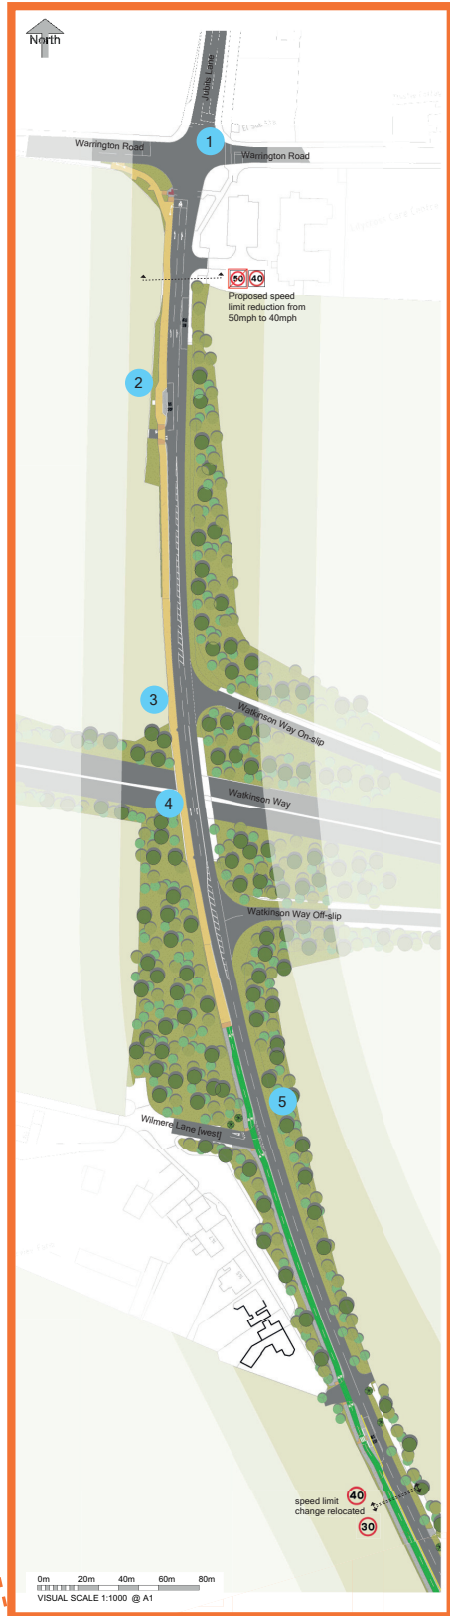 North
Jubits Lane
1
Warrington Road
Warrington Road
50 40
Proposed speed
limit reduction from
50mph to 40mph
2
3
Watkinson Way On-slip
4
Watkinson Way
Watkinson Way Off-slip
5
Wilmere Lane [west]
40
speed limit
change relocated
30
0m 20m 40m 60m 80m
VISUAL SCALE 1:1000 @ A1